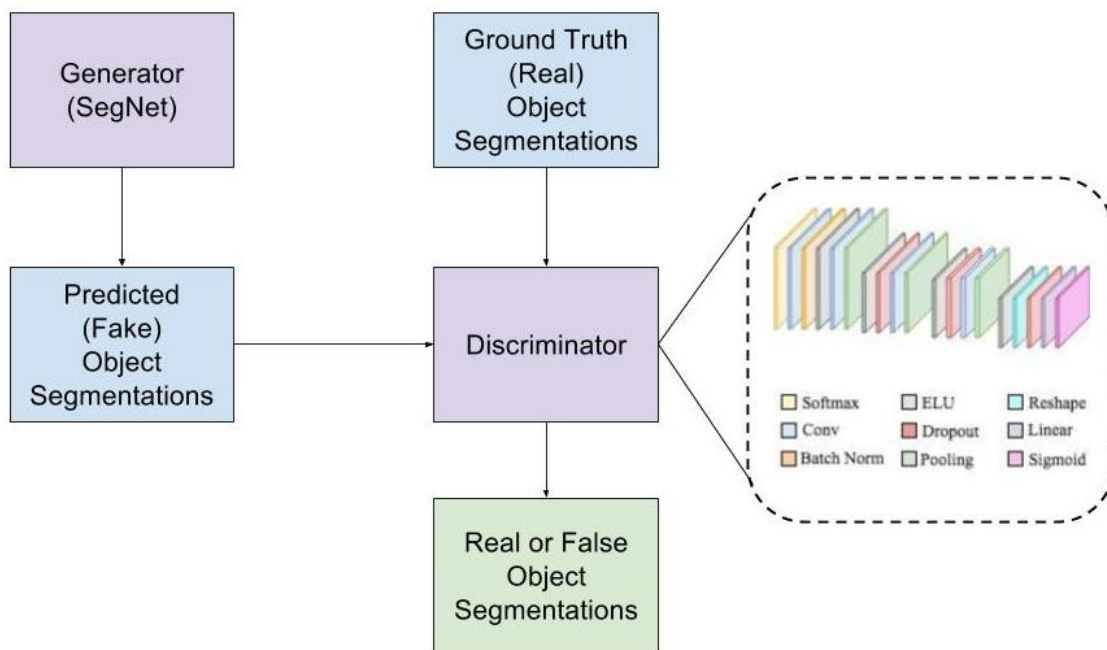 Generator
(SegNet)
Ground Truth
(Real)
Object
Segmentations
Predicted
(Fake)
Object
Segmentations
Discriminator
Softmax
ELU
Reshape
Conv
Dropout
Linear
Batch Norm
Pooling
Sigmoid
Real or False
Object
Segmentations